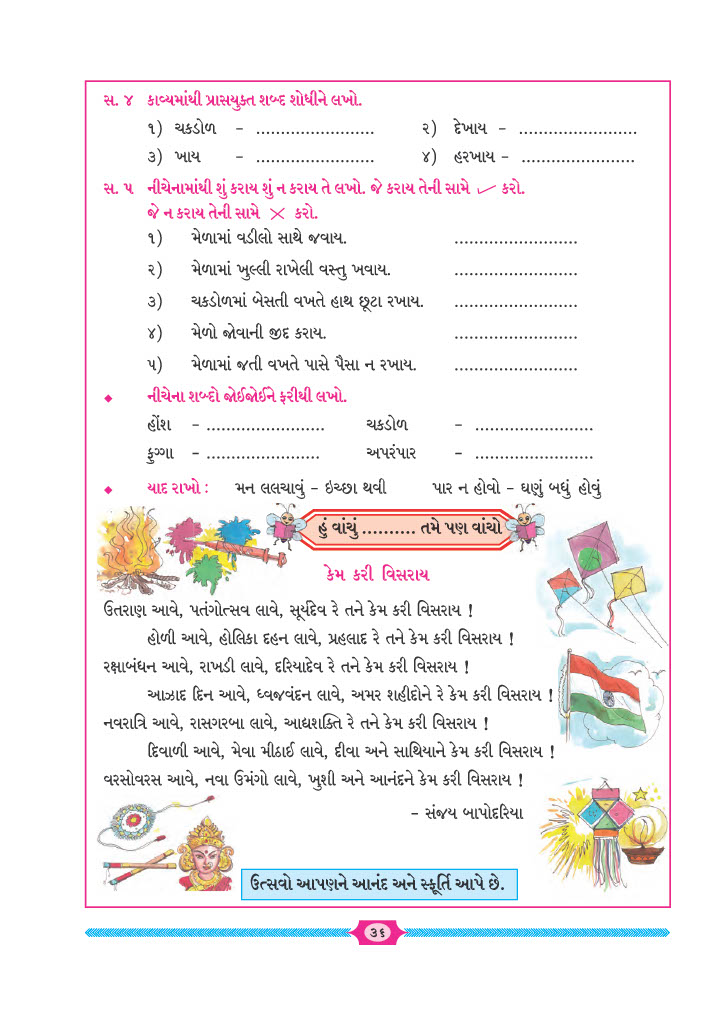 સ. ૪ કાવ્યમાંથી પ્રાસયુક્ત શબ્દ શોધીને લખો.
૧) ચકડોળ – ........................ ૨) દેખાય – ........................
૩) ખાય – ........................ ૪) હરખાય – .......................
સ. ૫ નીચેનામાંથી શું કરાય શું ન કરાય તે લખો. જે કરાય તેની સામે ✓ કરો.
જે ન કરાય તેની સામે ✕ કરો.
૧) મેળામાં વડીલો સાથે જવાય. .........................
૨) મેળામાં ખુલ્લી રાખેલી વસ્તુ ખવાય. .........................
૩) ચકડોળમાં બેસતી વખતે હાથ છૂટા રખાય. .........................
૪) મેળો જોવાની જીદ કરાય. .........................
૫) મેળામાં જતી વખતે પાસે પૈસા ન રખાય. .........................
◆ નીચેના શબ્દો જોઈજોઈને ફરીથી લખો.
હોંશ – ........................ ચકડોળ – ........................
ફુગ્ગા – ....................... અપરંપાર – ........................
◆ યાદ રાખો : મન લલચાવું – ઇચ્છા થવી પાર ન હોવો – ઘણું બધું હોવું
હું વાંચું .......... તમે પણ વાંચો
કેમ કરી વિસરાય
ઉતરાણ આવે, પતંગોત્સવ લાવે, સૂર્યદેવ રે તને કેમ કરી વિસરાય !
હોળી આવે, હોલિકા દહન લાવે, પ્રહલાદ રે તને કેમ કરી વિસરાય !
રક્ષાબંધન આવે, રાખડી લાવે, દરિયાદેવ રે તને કેમ કરી વિસરાય !
આઝાદ દિન આવે, ધ્વજવંદન લાવે, અમર શહીદોને રે કેમ કરી વિસરાય !
નવરાત્રિ આવે, રાસગરબા લાવે, આદ્યશક્તિ રે તને કેમ કરી વિસરાય !
દિવાળી આવે, મેવા મીઠાઈ લાવે, દીવા અને સાથિયાને કેમ કરી વિસરાય !
વરસોવરસ આવે, નવા ઉમંગો લાવે, ખુશી અને આનંદને કેમ કરી વિસરાય !
– સંજય બાપોદરિયા
ઉત્સવો આપણને આનંદ અને સ્ફૂર્તિ આપે છે.
૩૬